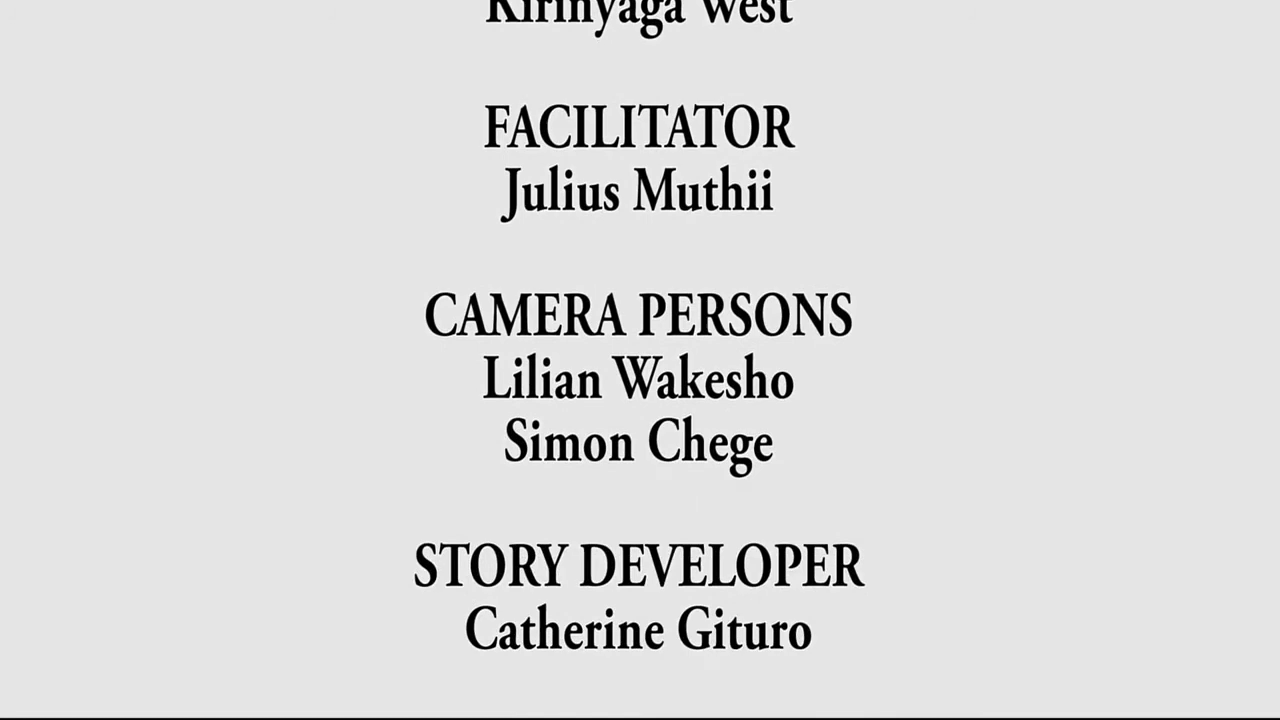 Kirinyaga West
FACILITATOR
Julius Muthii
CAMERA PERSONS
Lilian Wakesho
Simon Chege
STORY DEVELOPER
Catherine Gituro